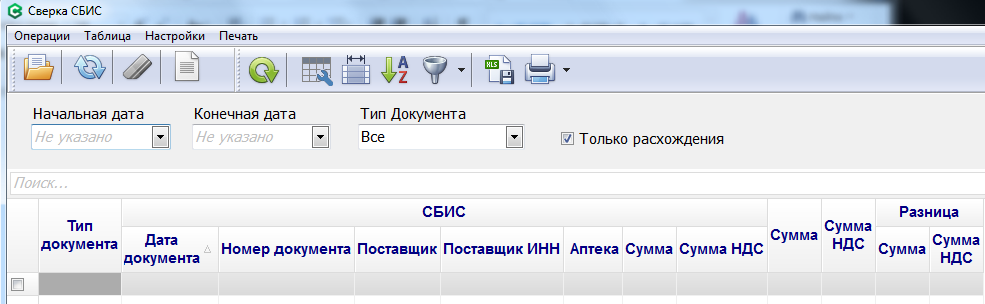 Сверка СБИС
Операции Таблица Настройки Печать
A
Z
XLS
Начальная дата Конечная дата Тип Документа
Не указано Не указано Все Только расхождения
Поиск...
Тип документа СБИС Сумма Сумма НДС Разница
Дата документа Номер документа Поставщик Поставщик ИНН Аптека Сумма Сумма НДС Сумма Сумма НДС